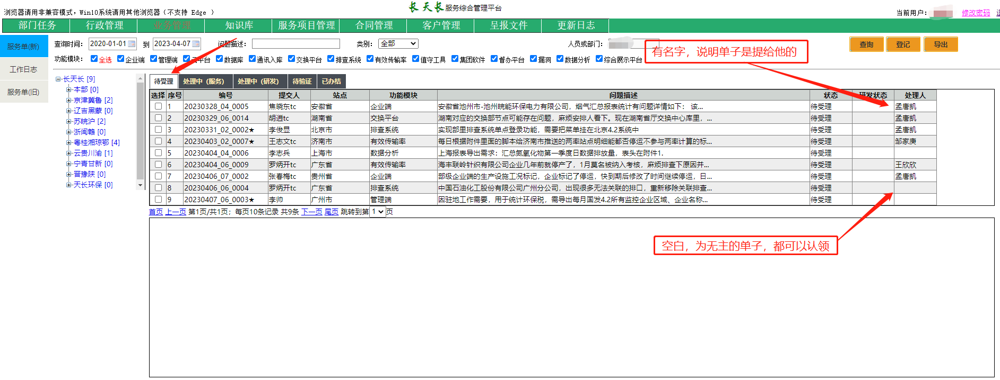 浏览器请用非兼容模式，Win10系统请用其他浏览器（不支持 Edge ）
长天长 服务综合管理平台
当前用户： 修改密码
部门任务 行政管理 业务管理 知识库 服务项目管理 合同管理 客户管理 呈报文件 更新日志
服务单(新)
工作日志
服务单(旧)
查询时间： 2020-01-01 到 2023-04-07 问题描述： 类别： 全部 人员或部门： 查询 登记 导出
功能模块： 全选 企业端 管理端 云平台 数据库 通讯入库 交换平台 排查系统 有效传输率 值守工具 集团软件 督办平台 漏洞 数据分析 综合展示平台
有名字，说明单子是提给他的
长天长 [9]
本部 [0]
京津冀鲁 [2]
辽吉黑蒙 [0]
苏皖沪 [2]
浙闽赣 [0]
粤桂湘琼鄂 [4]
云贵川渝 [1]
宁青甘新 [0]
晋豫陕 [0]
天长环保 [0]
待受理 处理中（服务） 处理中（研发） 待验证 已办结
选择 序号 编号 提交人 站点 功能模块 问题描述 状态 研发状态 处理人
1 20230328_04_0005 焦晓东tc 安徽省 企业端 安徽省池州市-池州皖能环保电力有限公司，烟气汇总报表统计有问题详情如下： 该... 待受理 孟唐凯
2 20230329_06_0014 胡逍tc 湖南省 交换平台 湖南对应的交换部节点可能存在问题，麻烦安排人看下。现在湖南省厅交换中心库里，... 待受理 孟唐凯
3 20230331_02_0002★ 李俊显 北京市 排查系统 实现部里排查系统单点登录功能，需要把菜单挂在北京4.2系统中 待受理 孟唐凯
4 20230403_02_0007★ 王志文tc 济南市 有效传输率 每日根据附件里面的脚本给济南市推送的两率站点明细能都否停运不参与两率计算的标... 待受理 邹家庚
5 20230404_04_0006 李志兵 上海市 数据分析 上海报表导出需求：汇总氮氧化物第一季度日数据排放量，表头在附件1. 待受理
6 20230404_06_0009 罗炳开tc 广东省 有效传输率 海丰联岭针织有限公司企业几年前就停产了，1月莫名被纳入考核，麻烦排查下原因并... 待受理 王欣欣
7 20230406_07_0002 张春梅tc 贵州省 企业端 部级企业端的生产设施工况标记，企业标记了停运，快到期后修改了时间继续停运，日... 待受理 孟唐凯
8 20230406_06_0004 罗炳开tc 广东省 排查系统 中国石油化工股份有限公司广州分公司，出现很多无法关联的排口，重新移除关联排查... 待受理
9 20230407_06_0003★ 李帅 广州市 管理端 因驻地工作需要，用于统计环保税，需导出每月国发4.2所有监控企业区域、企业名称... 待受理
首页 上一页 第1页/共1页；每页10条记录 共9条 下一页 尾页 跳转到第 1 页
空白，为无主的单子，都可以认领